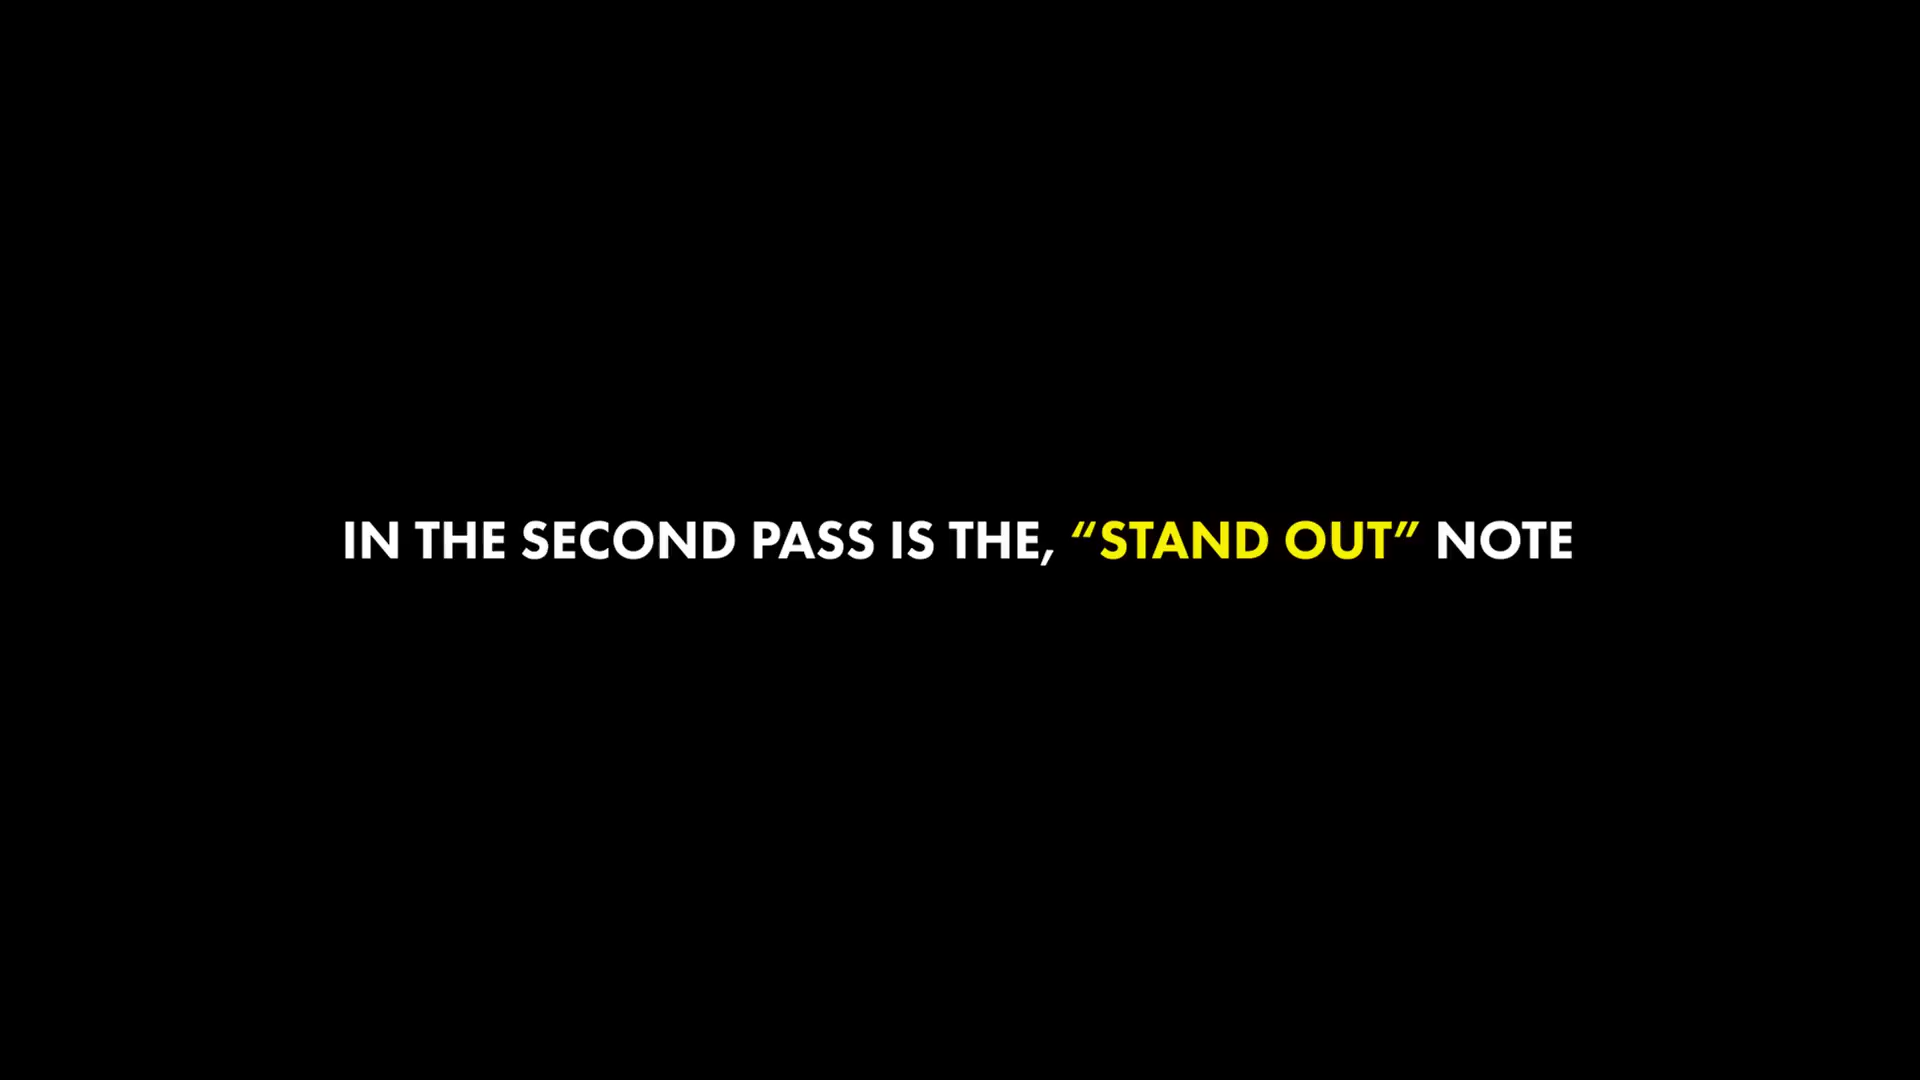 IN THE SECOND PASS IS THE, “STAND OUT” NOTE